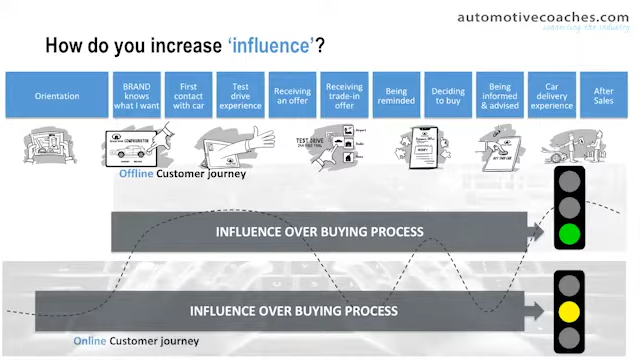 automotivecoaches.com
connecting the industry
How do you increase ‘influence’?
Orientation
BRAND
knows
what I want
First
contact
with car
Test
drive
experience
Receiving
an offer
Receiving
trade-in
offer
Being
reminded
Deciding
to buy
Being
informed
& advised
Car
delivery
experience
After
Sales
CONFIGURATOR
TEST DRIVE
Offline Customer journey
INFLUENCE OVER BUYING PROCESS
INFLUENCE OVER BUYING PROCESS
Online Customer journey